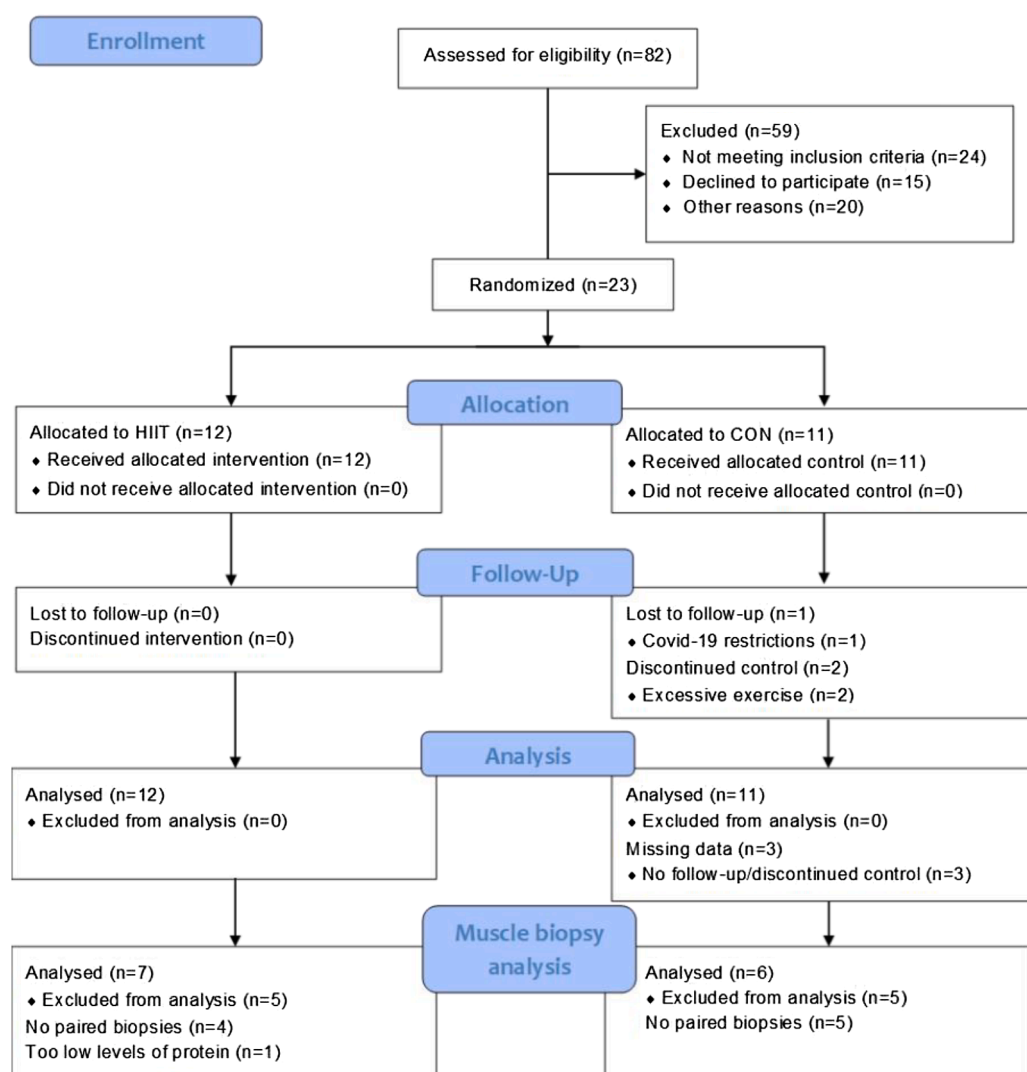 Enrollment
Assessed for eligibility (n=82)
Excluded (n=59)
⬥ Not meeting inclusion criteria (n=24)
⬥ Declined to participate (n=15)
⬥ Other reasons (n=20)
Randomized (n=23)
Allocation
Allocated to HIIT (n=12)
⬥ Received allocated intervention (n=12)
⬥ Did not receive allocated intervention (n=0)
Allocated to CON (n=11)
⬥ Received allocated control (n=11)
⬥ Did not receive allocated control (n=0)
Follow-Up
Lost to follow-up (n=0)
Discontinued intervention (n=0)
Lost to follow-up (n=1)
⬥ Covid-19 restrictions (n=1)
Discontinued control (n=2)
⬥ Excessive exercise (n=2)
Analysis
Analysed (n=12)
⬥ Excluded from analysis (n=0)
Analysed (n=11)
⬥ Excluded from analysis (n=0)
Missing data (n=3)
⬥ No follow-up/discontinued control (n=3)
Muscle biopsy
analysis
Analysed (n=7)
⬥ Excluded from analysis (n=5)
No paired biopsies (n=4)
Too low levels of protein (n=1)
Analysed (n=6)
⬥ Excluded from analysis (n=5)
No paired biopsies (n=5)